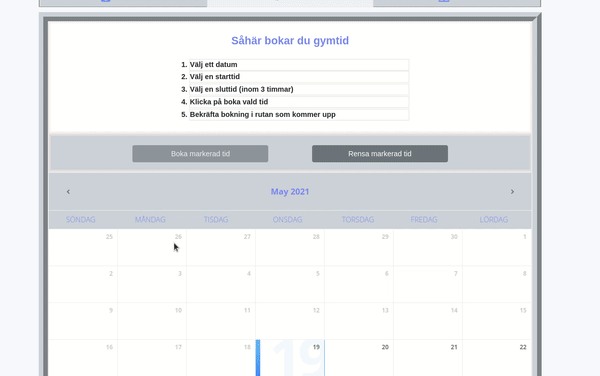 Såhär bokar du gymtid
1. Välj ett datum
2. Välj en starttid
3. Välj en sluttid (inom 3 timmar)
4. Klicka på boka vald tid
5. Bekräfta bokning i rutan som kommer upp
Boka markerad tid Rensa markerad tid
‹ May 2021 ›
SÖNDAG MÅNDAG TISDAG ONSDAG TORSDAG FREDAG LÖRDAG
25 26 27 28 29 30 1
2 3 4 5 6 7 8
9 10 11 12 13 14 15
16 17 18 19 19 20 21 22